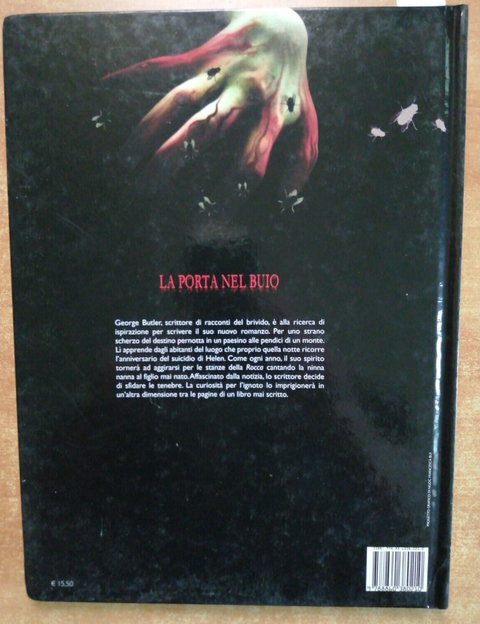 LA PORTA NEL BUIO
George Butler, scrittore di racconti del brivido, è alla ricerca di
ispirazione per scrivere il suo nuovo romanzo. Per uno strano
scherzo del destino pernotta in un paesino alle pendici di un monte.
Lì apprende dagli abitanti del luogo che proprio quella notte ricorre
l'anniversario del suicidio di Helen. Come ogni anno, il suo spirito
tornerà ad aggirarsi per le stanze della Rocca cantando la ninna
nanna al figlio mai nato. Affascinato dalla notizia, lo scrittore decide
di sfidare le tenebre. La curiosità per l'ignoto lo imprigionerà in
un'altra dimensione tra le pagine di un libro mai scritto.
€ 15,50